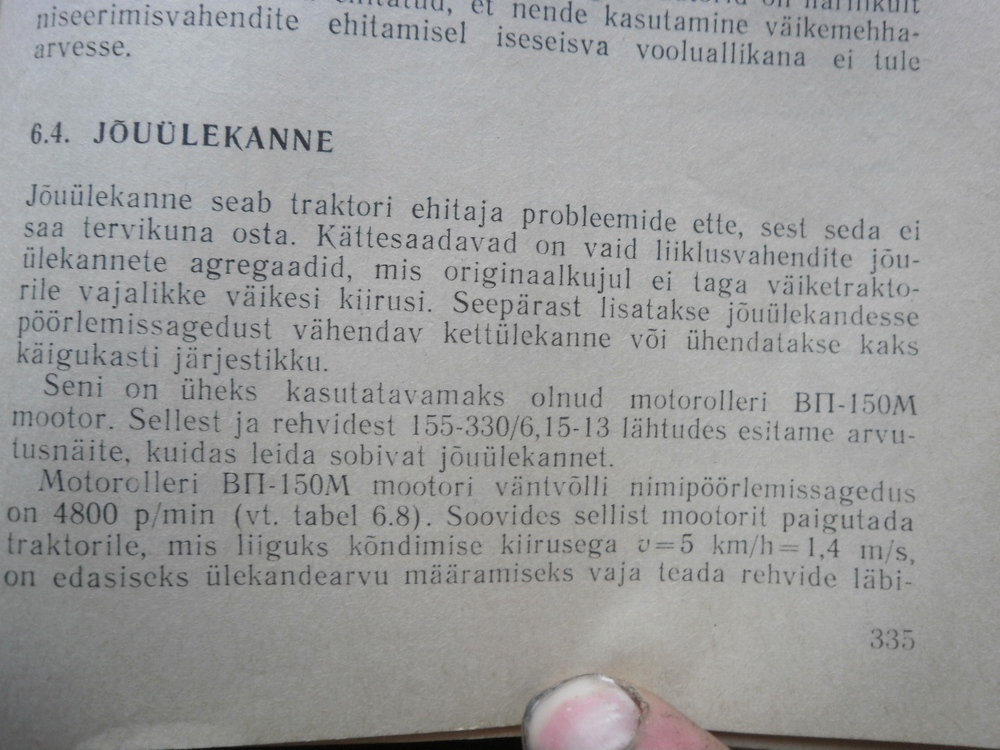 et nende kasutamine väikemehha-
niseerimisvahendite ehitamisel iseseisva vooluallikana ei tule
arvesse.
6.4. JÕUÜLEKANNE
Jõuülekanne seab traktori ehitaja probleemide ette, sest seda ei
saa tervikuna osta. Kättesaadavad on vaid liiklusvahendite jõu-
ülekannete agregaadid, mis originaalkujul ei taga väiketrakto-
rile vajalikke väikesi kiirusi. Seepärast lisatakse jõuülekandesse
pöörlemissagedust vähendav kettülekanne või ühendatakse kaks
käigukasti järjestikku.
Seni on üheks kasutatavamaks olnud motorolleri ВП-150М
mootor. Sellest ja rehvidest 155-330/6,15-13 lähtudes esitame arvu-
tusnäite, kuidas leida sobivat jõuülekannet.
Motorolleri ВП-150М mootori väntvõlli nimipöörlemissagedus
on 4800 p/min (vt. tabel 6.8). Soovides sellist mootorit paigutada
traktorile, mis liiguks kõndimise kiirusega v=5 km/h=1,4 m/s,
on edasiseks ülekandearvu määramiseks vaja teada rehvide läbi-
335